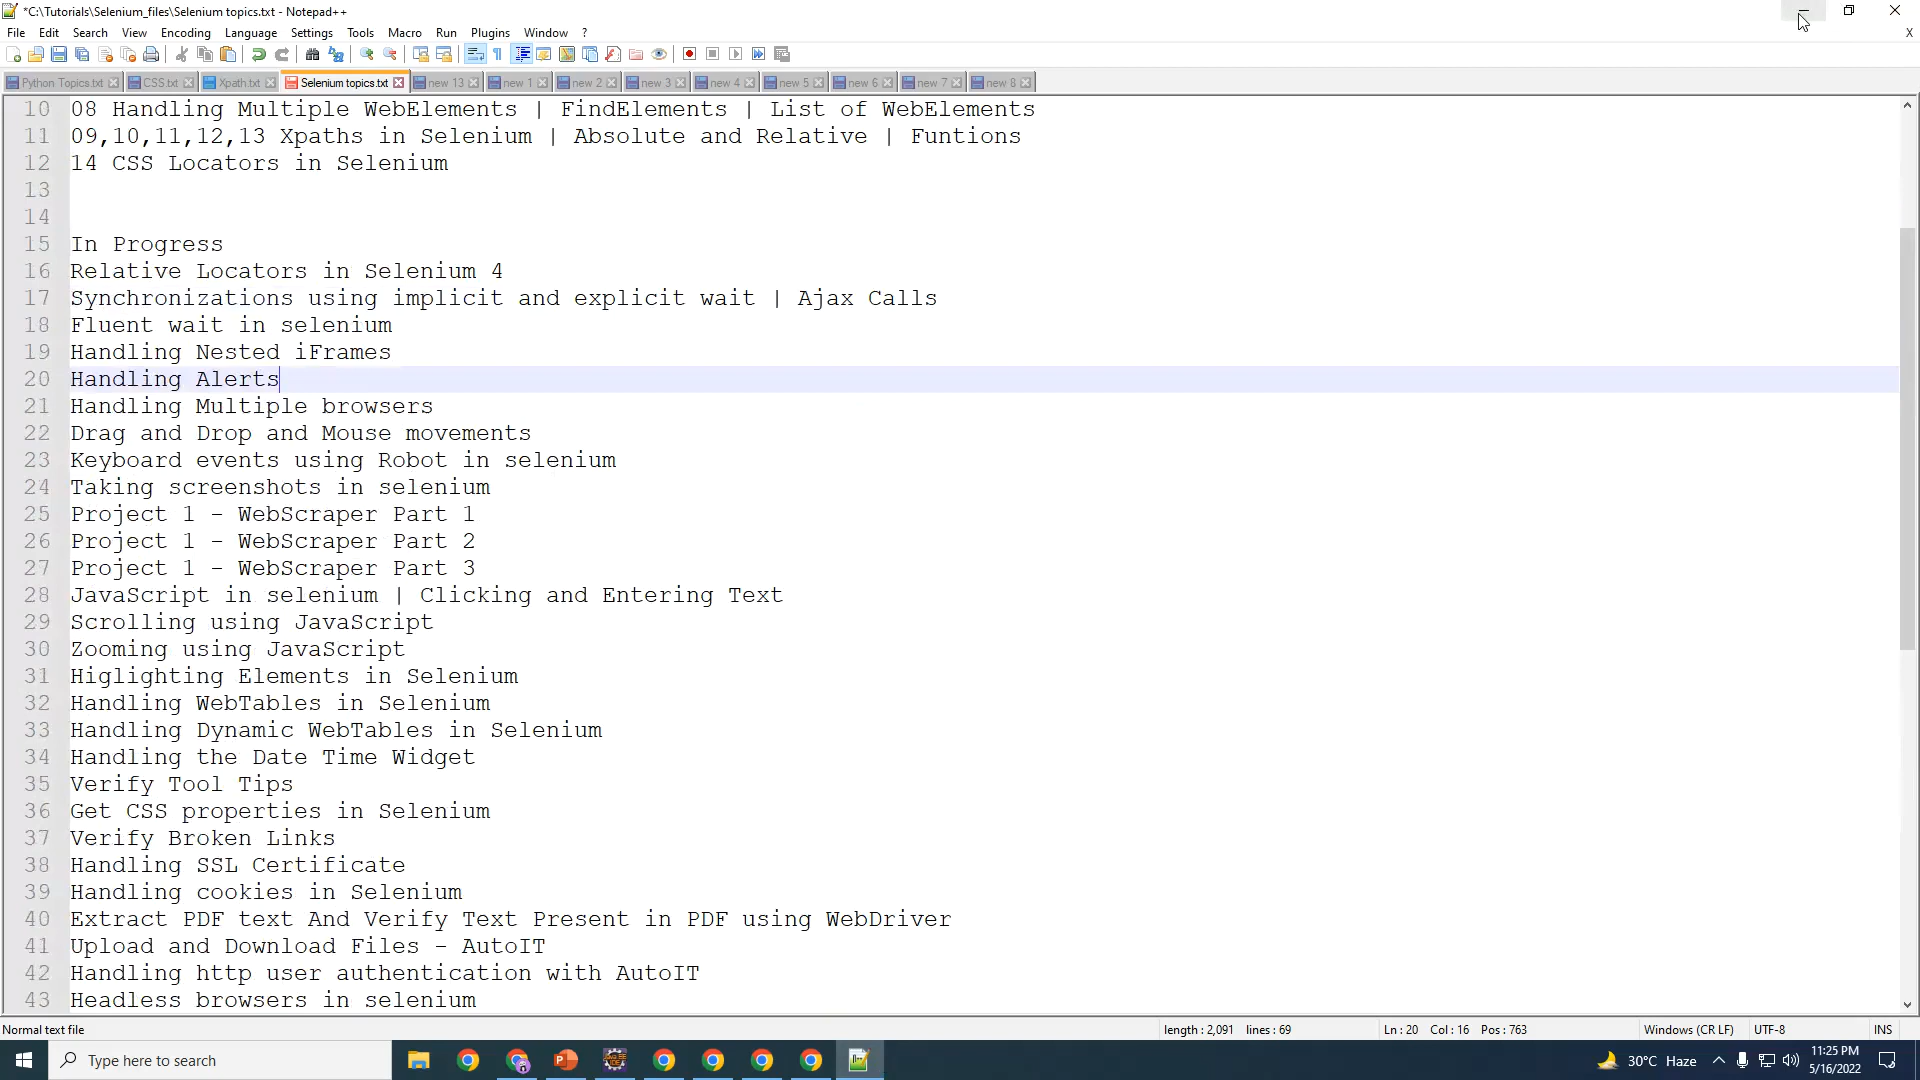 *C:\Tutorials\Selenium_files\Selenium topics.txt - Notepad++
File Edit Search View Encoding Language Settings Tools Macro Run Plugins Window ? X
Python Topics.txt CSS.txt Xpath.txt Selenium topics.txt new 13 new 1 new 2 new 3 new 4 new 5 new 6 new 7 new 8
10 08 Handling Multiple WebElements | FindElements | List of WebElements
11 09,10,11,12,13 Xpaths in Selenium | Absolute and Relative | Funtions
12 14 CSS Locators in Selenium
13
14
15 In Progress
16 Relative Locators in Selenium 4
17 Synchronizations using implicit and explicit wait | Ajax Calls
18 Fluent wait in selenium
19 Handling Nested iFrames
20 Handling Alerts
21 Handling Multiple browsers
22 Drag and Drop and Mouse movements
23 Keyboard events using Robot in selenium
24 Taking screenshots in selenium
25 Project 1 - WebScraper Part 1
26 Project 1 - WebScraper Part 2
27 Project 1 - WebScraper Part 3
28 JavaScript in selenium | Clicking and Entering Text
29 Scrolling using JavaScript
30 Zooming using JavaScript
31 Higlighting Elements in Selenium
32 Handling WebTables in Selenium
33 Handling Dynamic WebTables in Selenium
34 Handling the Date Time Widget
35 Verify Tool Tips
36 Get CSS properties in Selenium
37 Verify Broken Links
38 Handling SSL Certificate
39 Handling cookies in Selenium
40 Extract PDF text And Verify Text Present in PDF using WebDriver
41 Upload and Download Files - AutoIT
42 Handling http user authentication with AutoIT
43 Headless browsers in selenium
Normal text file length : 2,091 lines : 69 Ln : 20 Col : 16 Pos : 763 Windows (CR LF) UTF-8 INS
Type here to search 30°C Haze 11:25 PM
5/16/2022